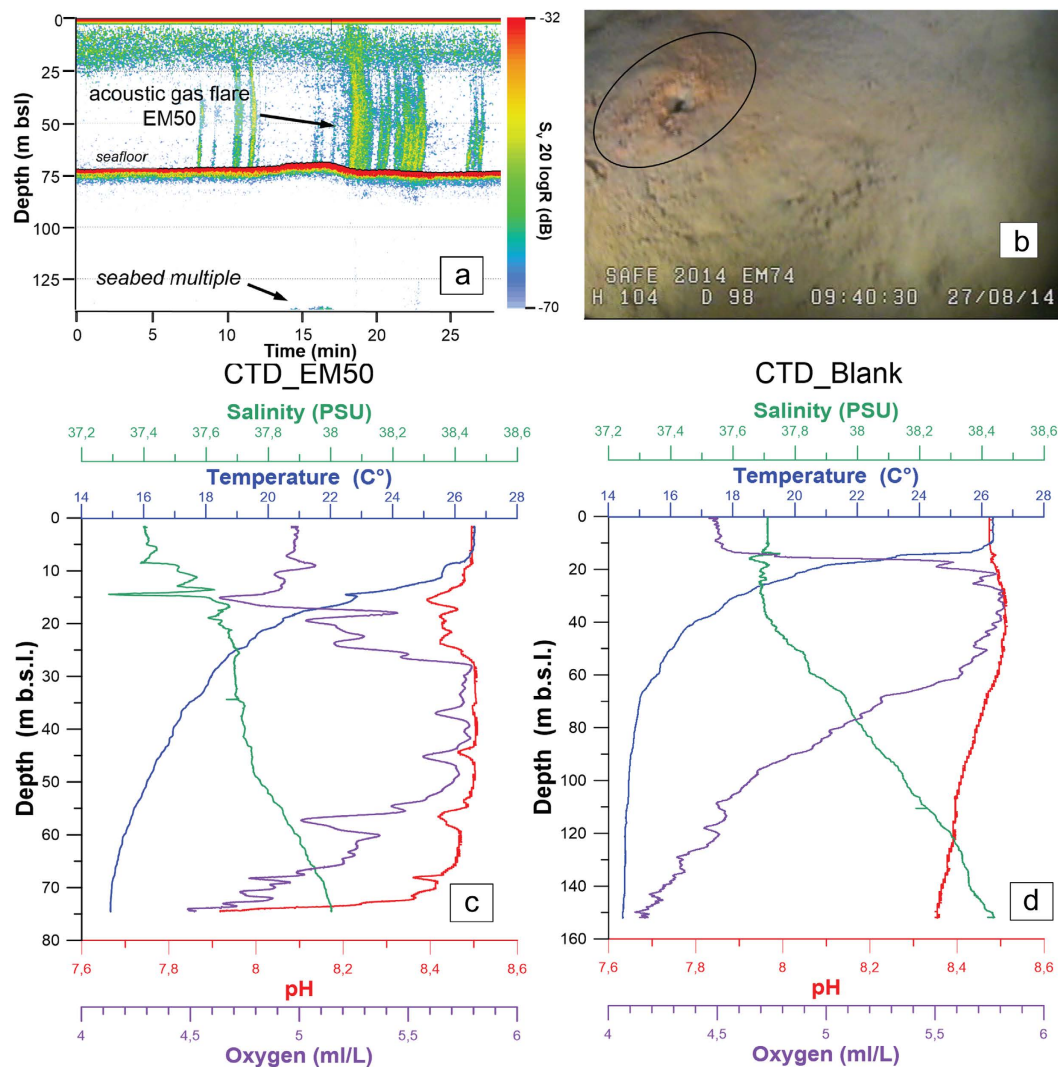 0
25
50
75
100
125
Depth (m bsl)
acoustic gas flare
EM50
seafloor
seabed multiple
a
0 5 10 15 20 25
Time (min)
-32
Sv 20 logR (dB)
-70
b
SAFE 2014 EM74
H 104 D 98 09:40:30 27/08/14
CTD_EM50
Salinity (PSU)
37,2 37,4 37,6 37,8 38 38,2 38,4 38,6
Temperature (C°)
14 16 18 20 22 24 26 28
0
10
20
30
40
50
60
70
80
Depth (m b.s.l.)
c
7,6 7,8 8 8,2 8,4 8,6
pH
4 4,5 5 5,5 6
Oxygen (ml/L)
CTD_Blank
Salinity (PSU)
37,2 37,4 37,6 37,8 38 38,2 38,4 38,6
Temperature (C°)
14 16 18 20 22 24 26 28
0
20
40
60
80
100
120
140
160
Depth (m b.s.l.)
d
7,6 7,8 8 8,2 8,4 8,6
pH
4 4,5 5 5,5 6
Oxygen (ml/L)